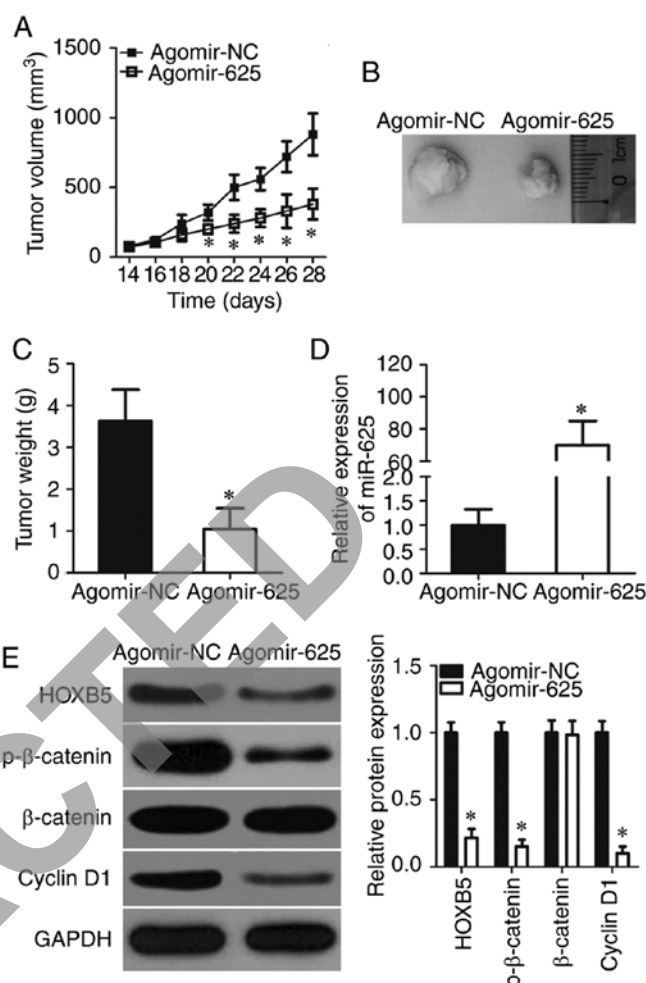 A
Tumor volume (mm³)
1500
1000
500
0
Agomir-NC
Agomir-625
* * * * *
14 16 18 20 22 24 26 28
Time (days)
B
Agomir-NC Agomir-625
0 1cm
C
Tumor weight (g)
5
4
3
2
1
0
*
Agomir-NC Agomir-625
D
Relative expression
of miR-625
120
100
80
60
2.0
1.5
1.0
0.5
0.0
*
Agomir-NC Agomir-625
E
Agomir-NC Agomir-625
HOXB5
p-β-catenin
β-catenin
Cyclin D1
GAPDH
Relative protein expression
1.5
1.0
0.5
0.0
Agomir-NC
Agomir-625
* * *
HOXB5
p-β-catenin
β-catenin
Cyclin D1
CTED